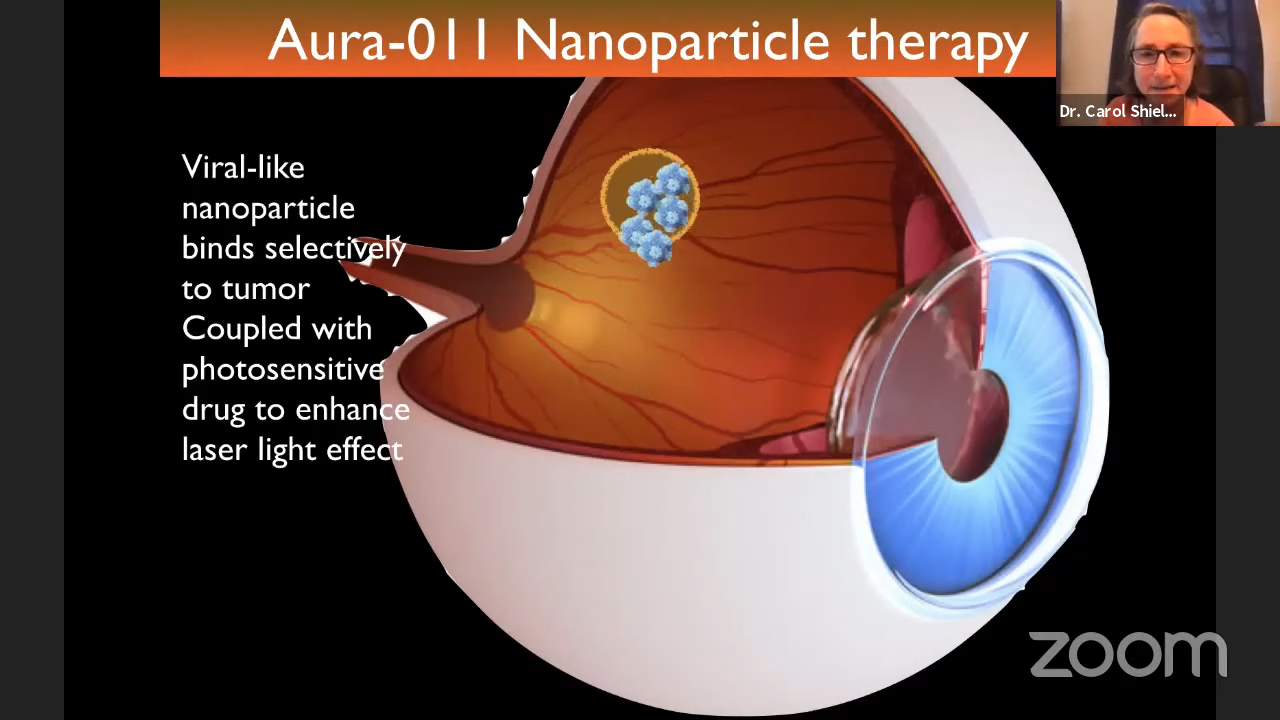 Aura-011 Nanoparticle therapy
Dr. Carol Shiel...
Viral-like
nanoparticle
binds selectively
to tumor
Coupled with
photosensitive
drug to enhance
laser light effect
zoom